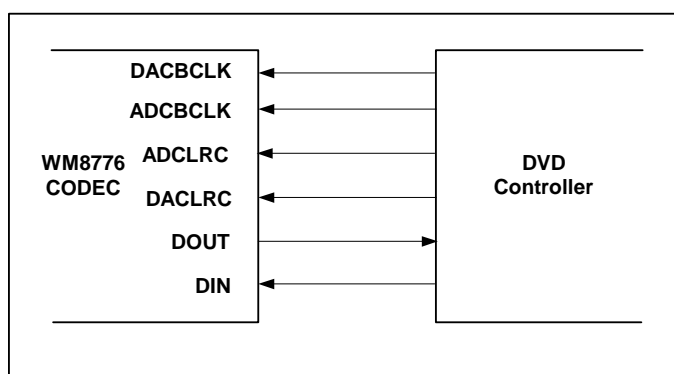 DACBCLK
ADCBCLK
ADCLRC
WM8776
CODEC
DACLRC
DOUT
DIN
DVD
Controller